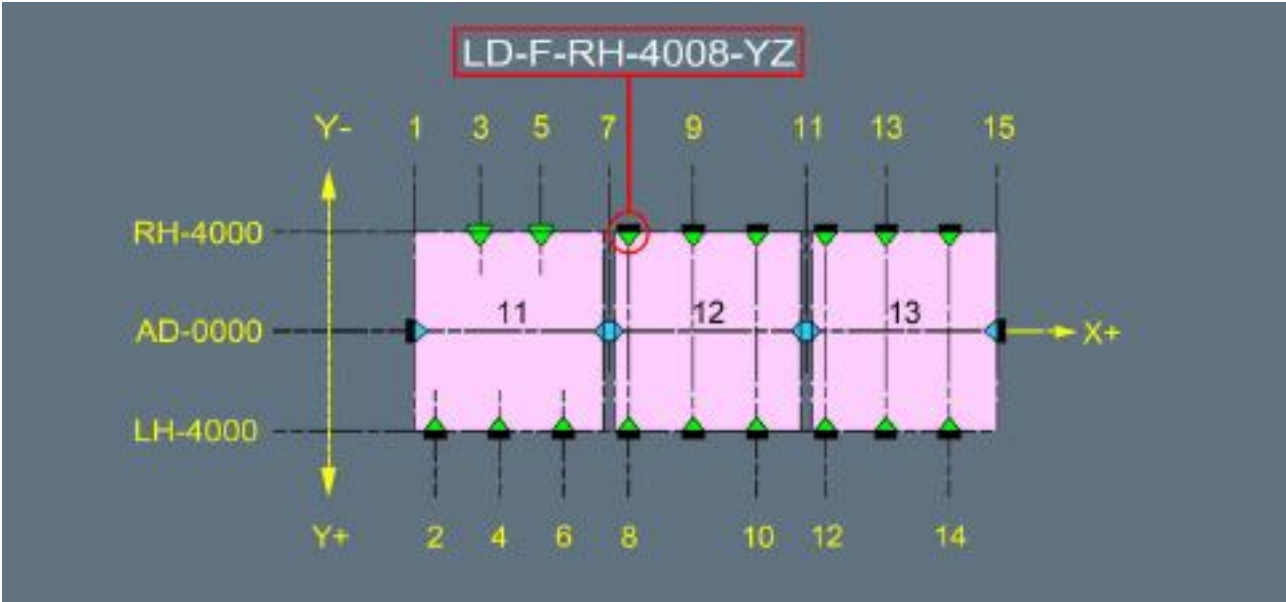 LD-F-RH-4008-YZ
Y- 1 3 5 7 9 11 13 15
RH-4000
11 12 13
AD-0000 X+
LH-4000
Y+ 2 4 6 8 10 12 14